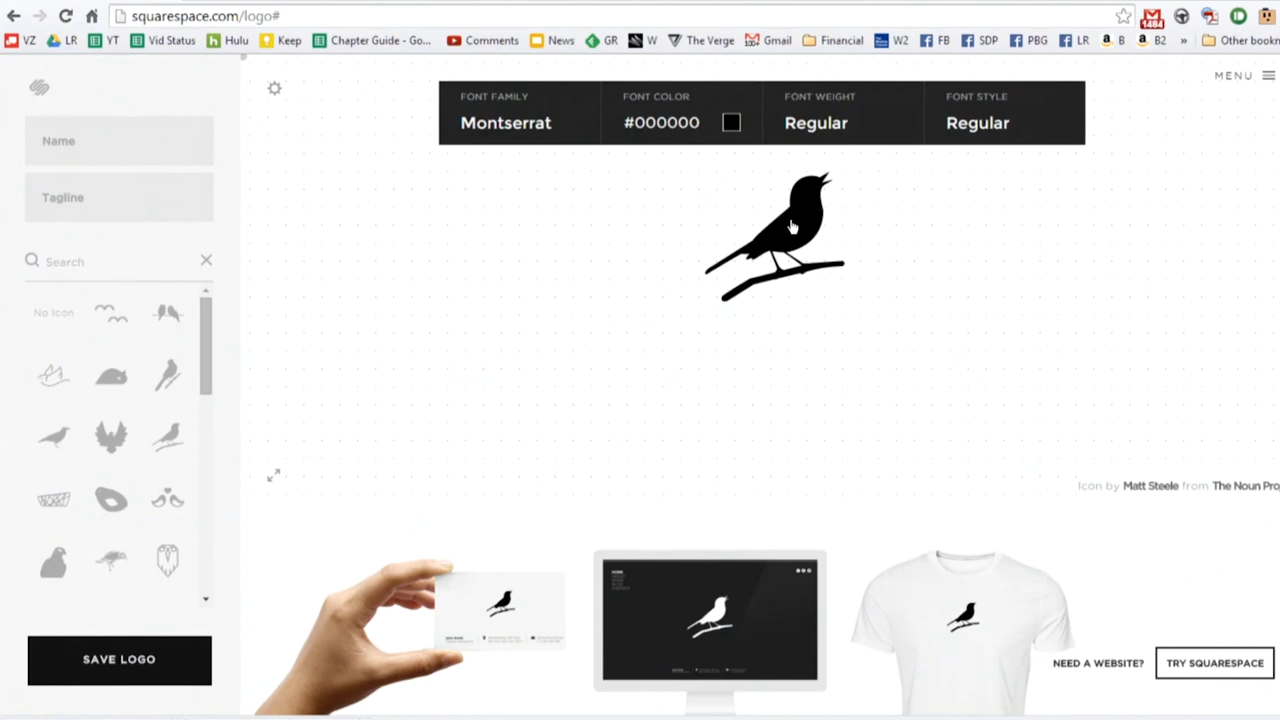 squarespace.com/logo#
1484
VZ LR YT Vid Status Hulu Keep Chapter Guide - Go... Comments News GR W The Verge Gmail Financial W2 FB SDP PBG LR B B2 » Other bookm
MENU
FONT FAMILY FONT COLOR FONT WEIGHT FONT STYLE
Montserrat #000000 Regular Regular
Name
Tagline
Search
No Icon
Icon by Matt Steele from The Noun Pro
SAVE LOGO
NEED A WEBSITE? TRY SQUARESPACE